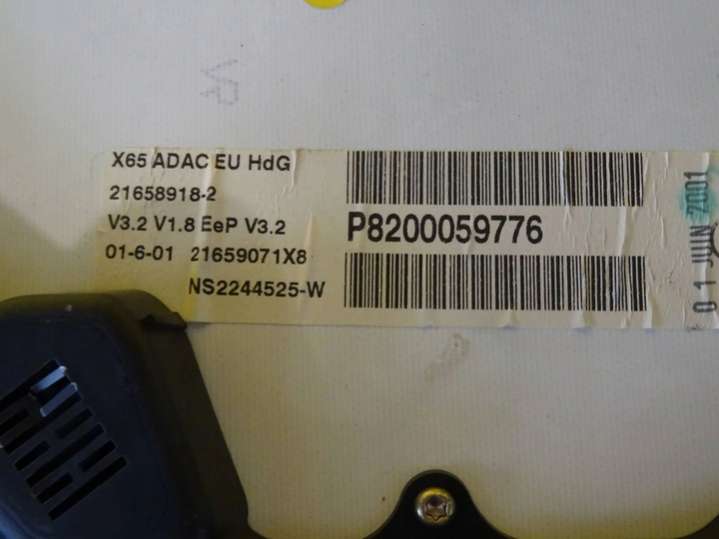 VR
X65 ADAC EU HdG
21658918-2
V3.2 V1.8 EeP V3.2
01-6-01 21659071X8
NS2244525-W
P8200059776
01 JUIN 2001